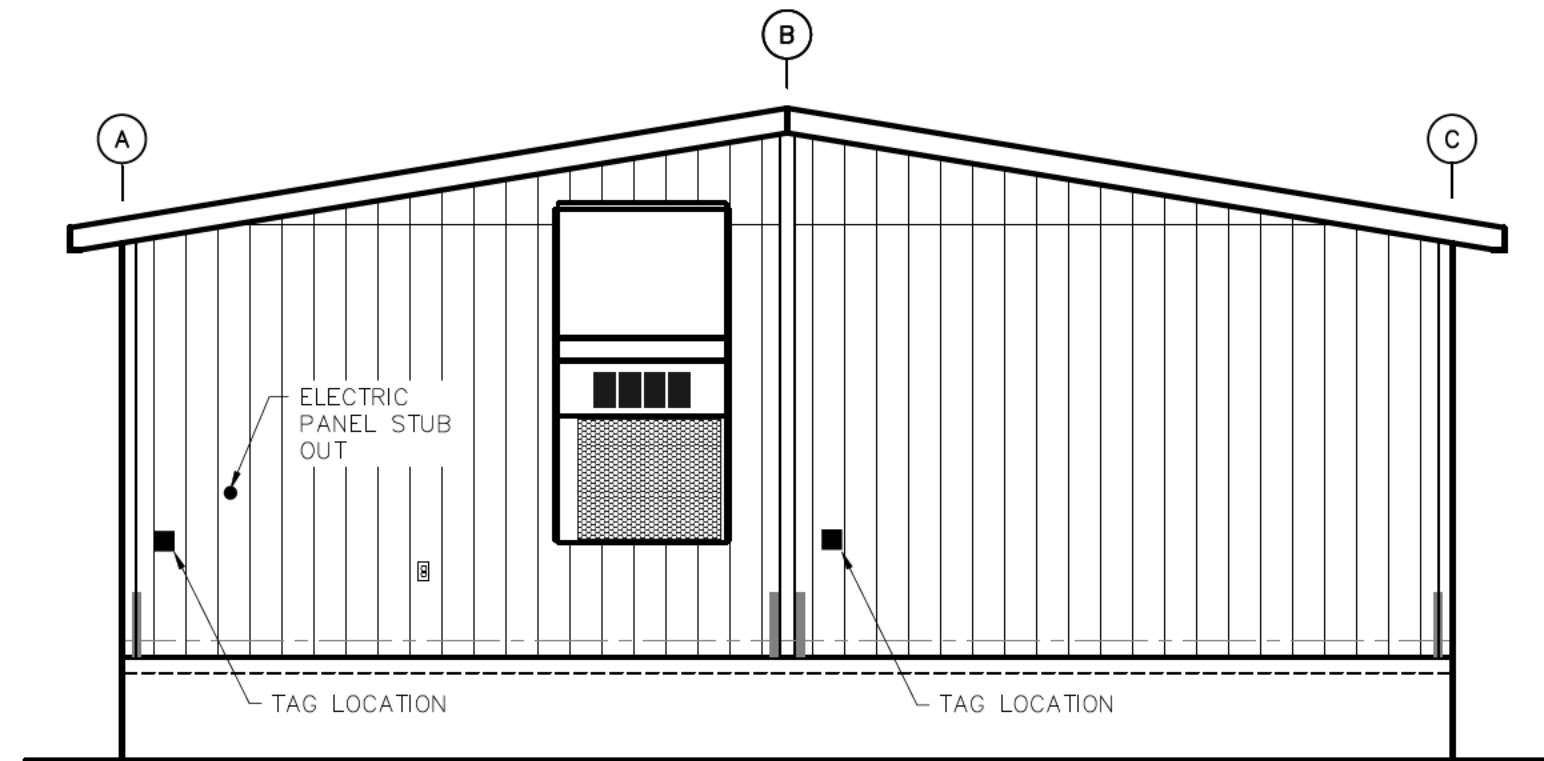 B
A
C
ELECTRIC
PANEL STUB
OUT
TAG LOCATION
TAG LOCATION